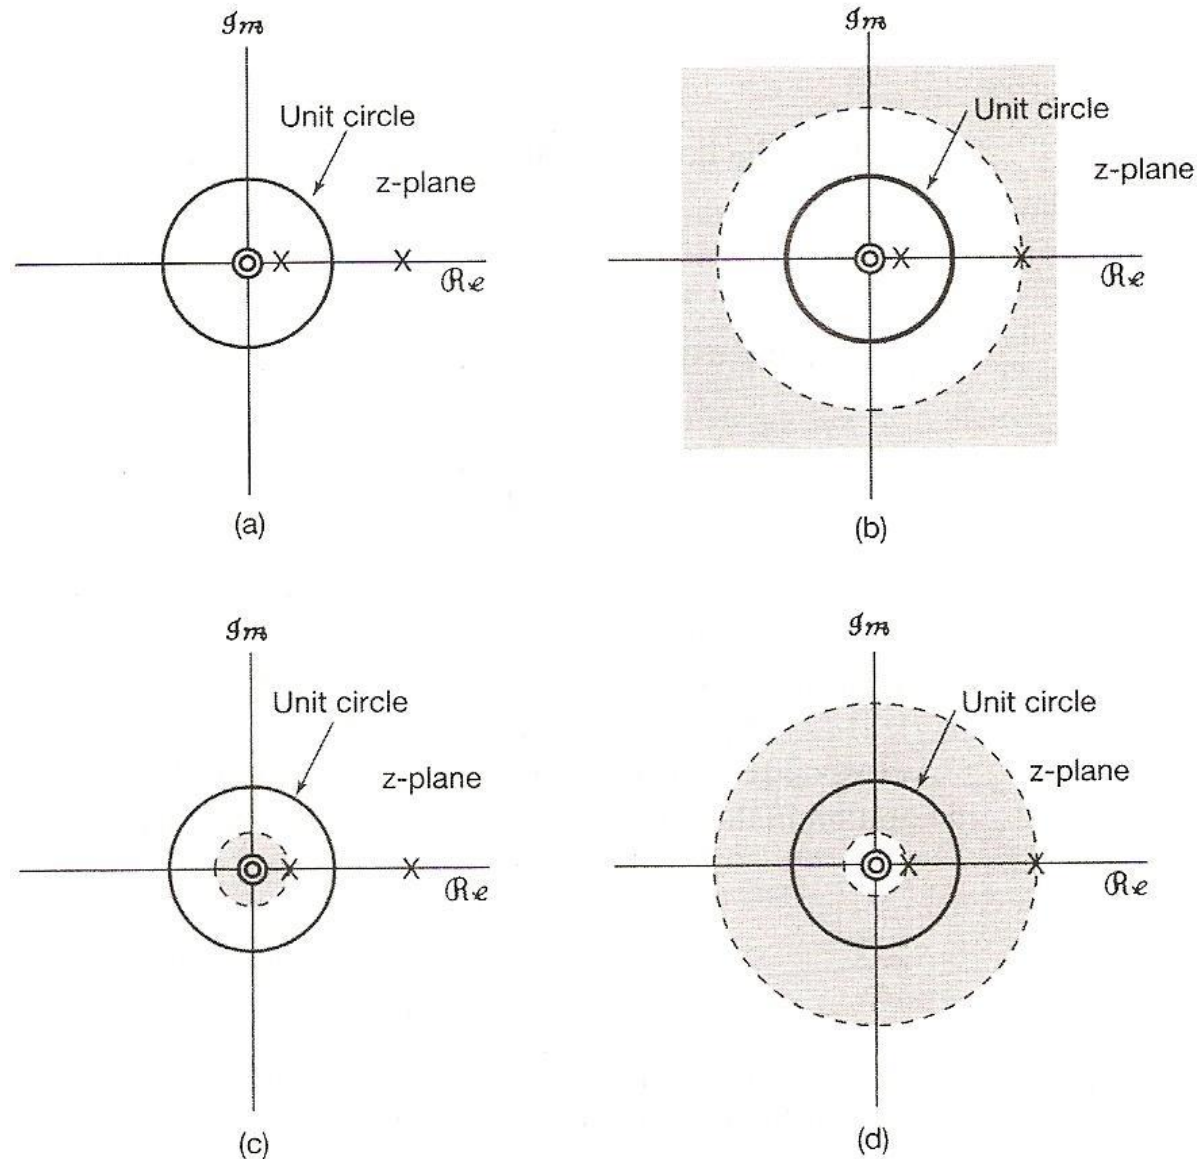 Im
Unit circle
z-plane
Re
(a)
Im
Unit circle
z-plane
Re
(b)
Im
Unit circle
z-plane
Re
(c)
Im
Unit circle
z-plane
Re
(d)